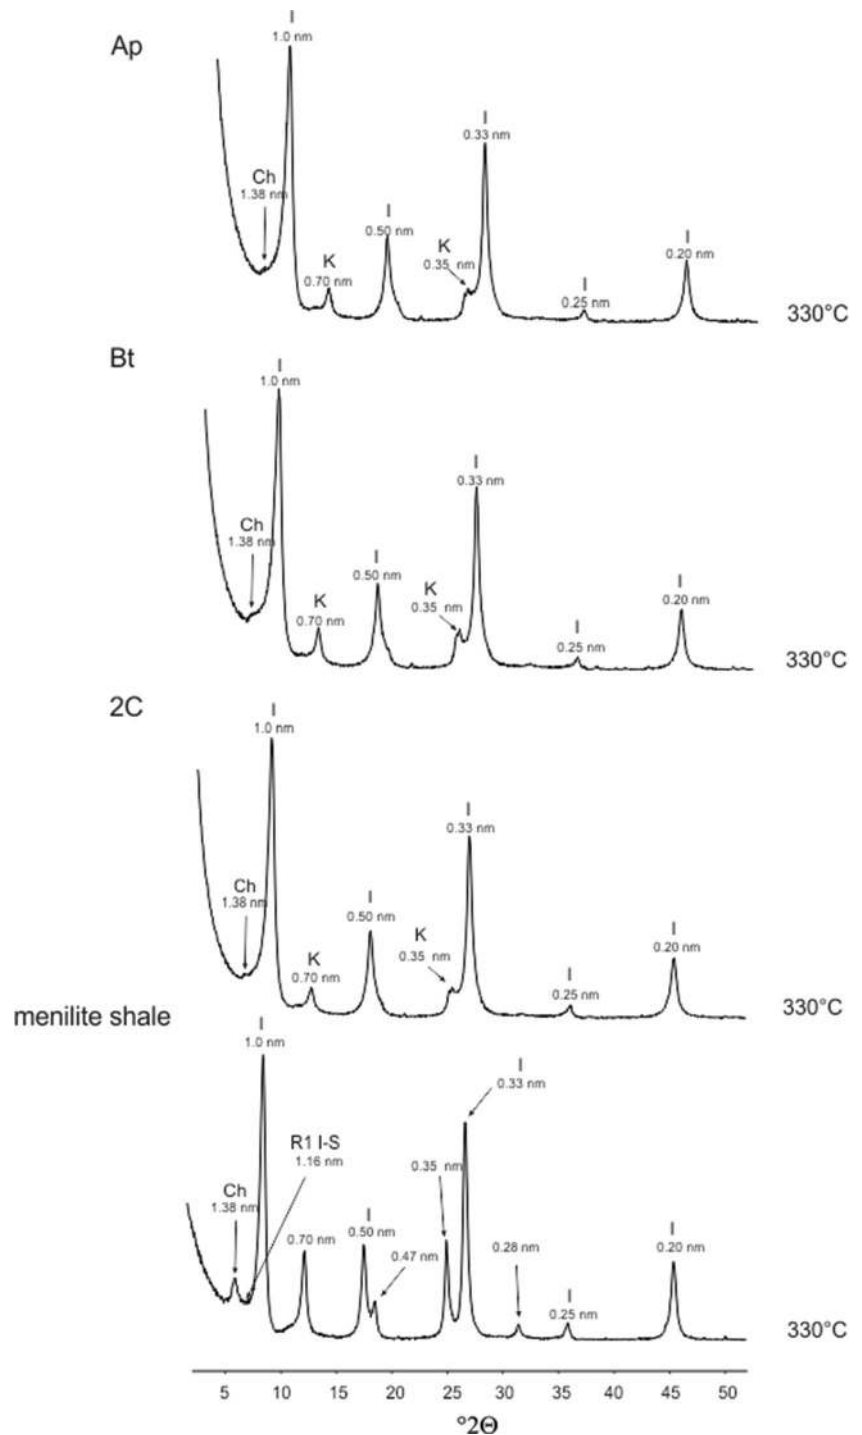 Ap
I
1.0 nm
Ch
1.38 nm
K
0.70 nm
I
0.50 nm
K
0.35 nm
I
0.33 nm
I
0.25 nm
I
0.20 nm
330°C
Bt
I
1.0 nm
Ch
1.38 nm
K
0.70 nm
I
0.50 nm
K
0.35 nm
I
0.33 nm
I
0.25 nm
I
0.20 nm
330°C
2C
I
1.0 nm
Ch
1.38 nm
K
0.70 nm
I
0.50 nm
K
0.35 nm
I
0.33 nm
I
0.25 nm
I
0.20 nm
330°C
menilite shale
I
1.0 nm
Ch
1.38 nm
R1 I-S
1.16 nm
0.70 nm
I
0.50 nm
0.47 nm
0.35 nm
I
0.33 nm
0.28 nm
I
0.25 nm
I
0.20 nm
330°C
5 10 15 20 25 30 35 40 45 50
°2Θ